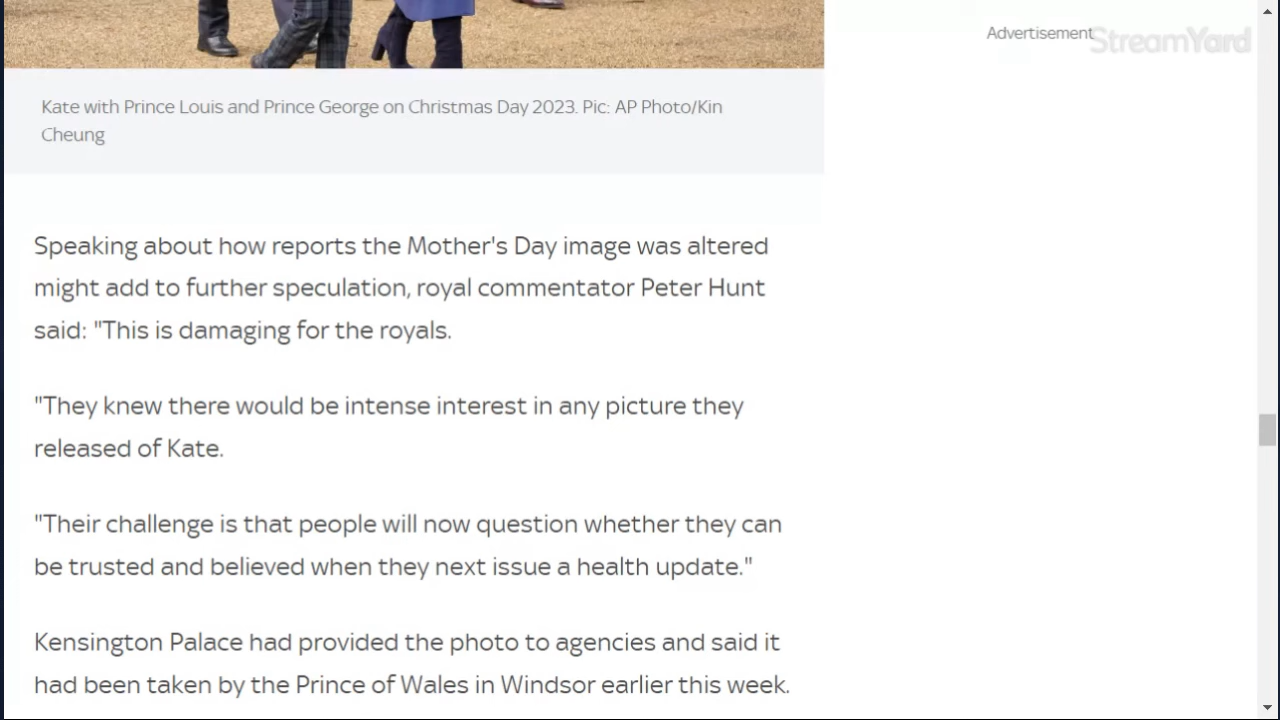 Advertisement
StreamYard
Kate with Prince Louis and Prince George on Christmas Day 2023. Pic: AP Photo/Kin
Cheung
Speaking about how reports the Mother's Day image was altered
might add to further speculation, royal commentator Peter Hunt
said: "This is damaging for the royals.
"They knew there would be intense interest in any picture they
released of Kate.
"Their challenge is that people will now question whether they can
be trusted and believed when they next issue a health update."
Kensington Palace had provided the photo to agencies and said it
had been taken by the Prince of Wales in Windsor earlier this week.